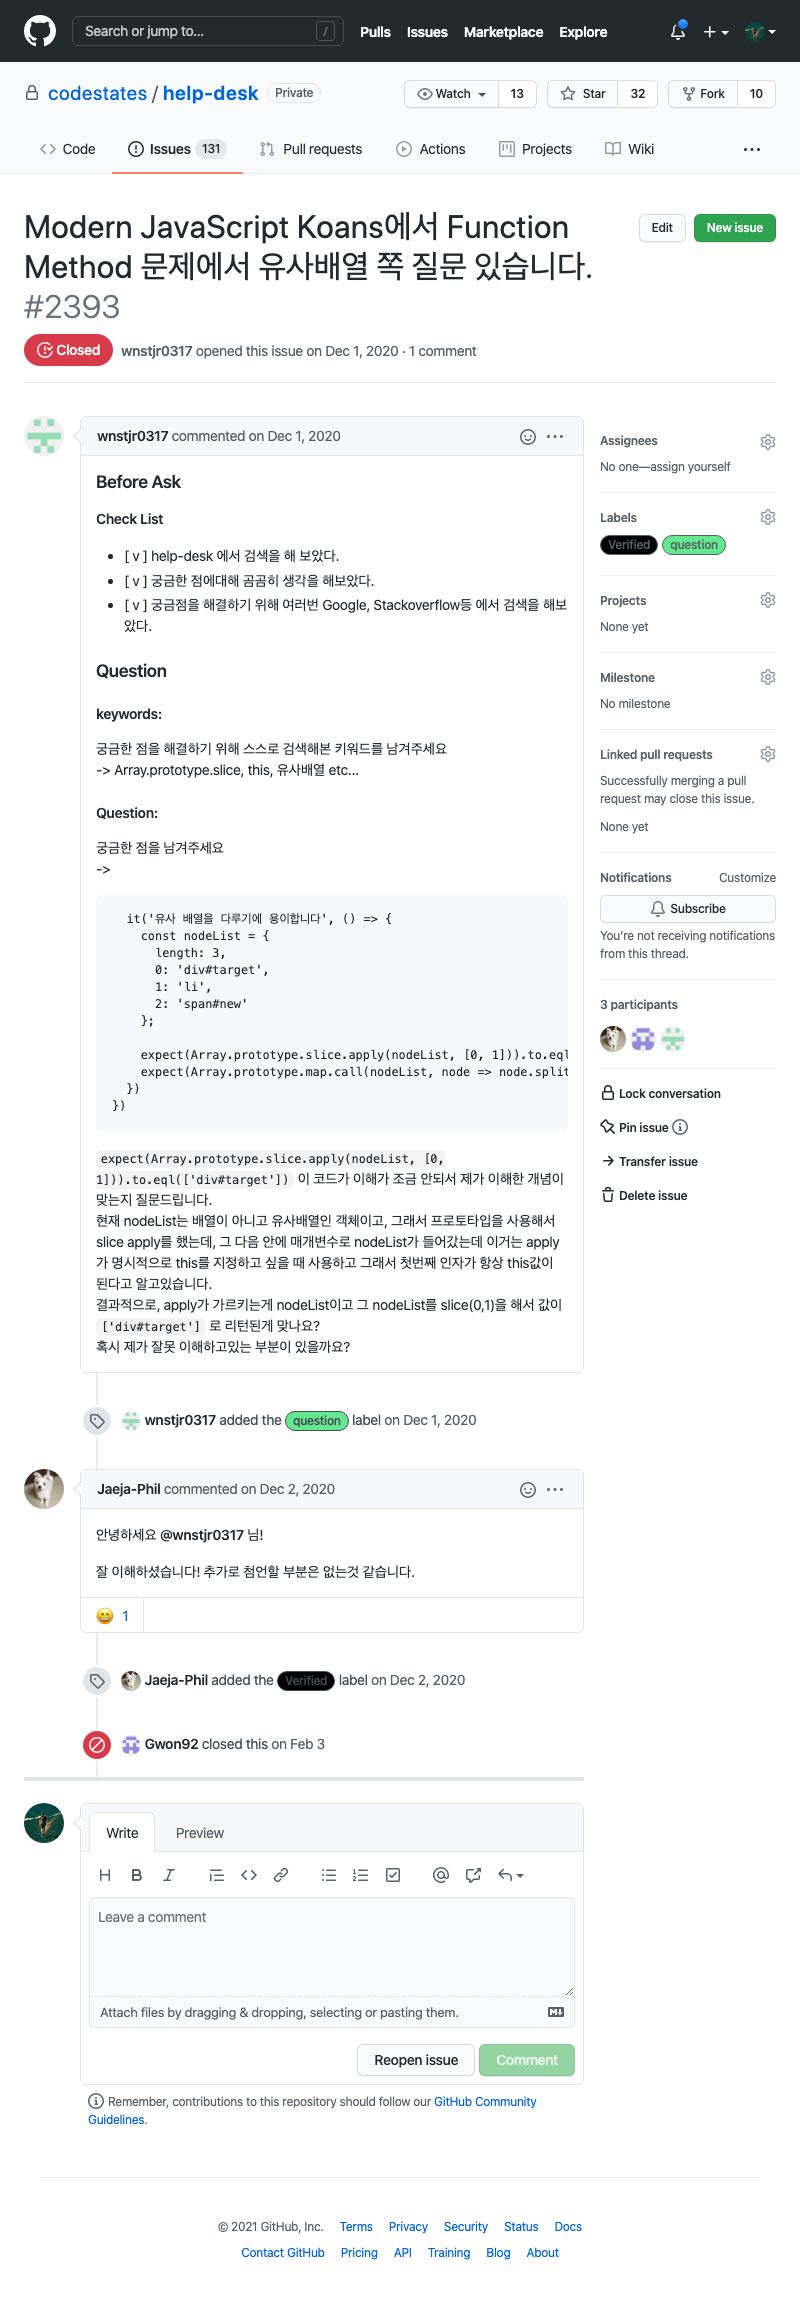 Search or jump to...
/
Pulls
Issues
Marketplace
Explore
codestates / help-desk
Private
Watch
13
Star
32
Fork
10
Code
Issues 131
Pull requests
Actions
Projects
Wiki
Modern JavaScript Koans에서 Function
Method 문제에서 유사배열 쪽 질문 있습니다.
#2393
Edit
New issue
Closed
wnstjr0317 opened this issue on Dec 1, 2020 · 1 comment
wnstjr0317 commented on Dec 1, 2020
Before Ask
Check List
• [ v ] help-desk 에서 검색을 해 보았다.
• [ v ] 궁금한 점에대해 곰곰히 생각을 해보았다.
• [ v ] 궁금점을 해결하기 위해 여러번 Google, Stackoverflow등 에서 검색을 해보
았다.
Question
keywords:
궁금한 점을 해결하기 위해 스스로 검색해본 키워드를 남겨주세요
-> Array.prototype.slice, this, 유사배열 etc...
Question:
궁금한 점을 남겨주세요
->
it('유사 배열을 다루기에 용이합니다', () => {
const nodeList = {
length: 3,
0: 'div#target',
1: 'li',
2: 'span#new'
};
expect(Array.prototype.slice.apply(nodeList, [0, 1])).to.eql
expect(Array.prototype.map.call(nodeList, node => node.split
})
})
expect(Array.prototype.slice.apply(nodeList, [0,
1])).to.eql(['div#target']) 이 코드가 이해가 조금 안되서 제가 이해한 개념이
맞는지 질문드립니다.
현재 nodeList는 배열이 아니고 유사배열인 객체이고, 그래서 프로토타입을 사용해서
slice apply를 했는데, 그 다음 안에 매개변수로 nodeList가 들어갔는데 이거는 apply
가 명시적으로 this를 지정하고 싶을 때 사용하고 그래서 첫번째 인자가 항상 this값이
된다고 알고있습니다.
결과적으로, apply가 가르키는게 nodeList이고 그 nodeList를 slice(0,1)을 해서 값이
['div#target'] 로 리턴된게 맞나요?
혹시 제가 잘못 이해하고있는 부분이 있을까요?
wnstjr0317 added the question label on Dec 1, 2020
Jaeja-Phil commented on Dec 2, 2020
안녕하세요 @wnstjr0317 님!
잘 이해하셨습니다! 추가로 첨언할 부분은 없는것 같습니다.
😄 1
Jaeja-Phil added the Verified label on Dec 2, 2020
Gwon92 closed this on Feb 3
Write
Preview
Leave a comment
Attach files by dragging & dropping, selecting or pasting them.
Reopen issue
Comment
Remember, contributions to this repository should follow our GitHub Community
Guidelines.
Assignees
No one—assign yourself
Labels
Verified
question
Projects
None yet
Milestone
No milestone
Linked pull requests
Successfully merging a pull
request may close this issue.
None yet
Notifications
Customize
Subscribe
You're not receiving notifications
from this thread.
3 participants
Lock conversation
Pin issue
Transfer issue
Delete issue
© 2021 GitHub, Inc.
Terms
Privacy
Security
Status
Docs
Contact GitHub
Pricing
API
Training
Blog
About